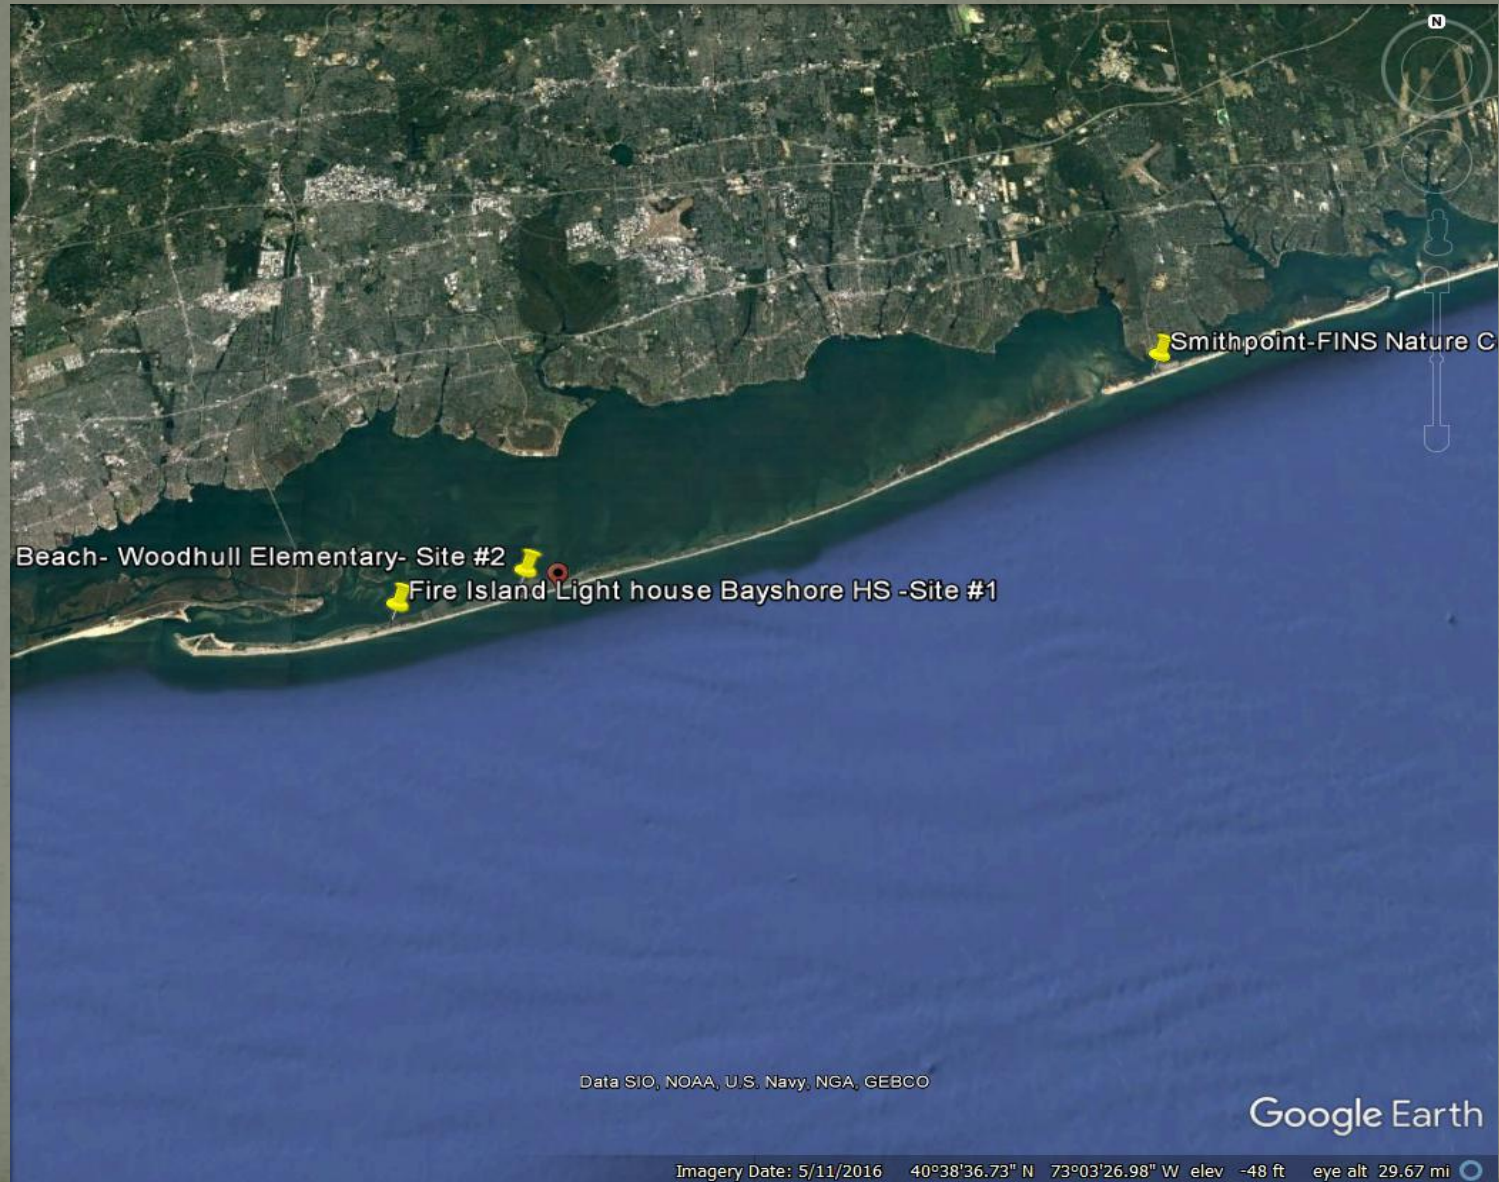 N
Smithpoint-FINS Nature C
Beach- Woodhull Elementary- Site #2
Fire Island Light house Bayshore HS -Site #1
Data SIO, NOAA, U.S. Navy, NGA, GEBCO
Google Earth
Imagery Date: 5/11/2016 40°38'36.73" N 73°03'26.98" W elev -48 ft eye alt 29.67 mi